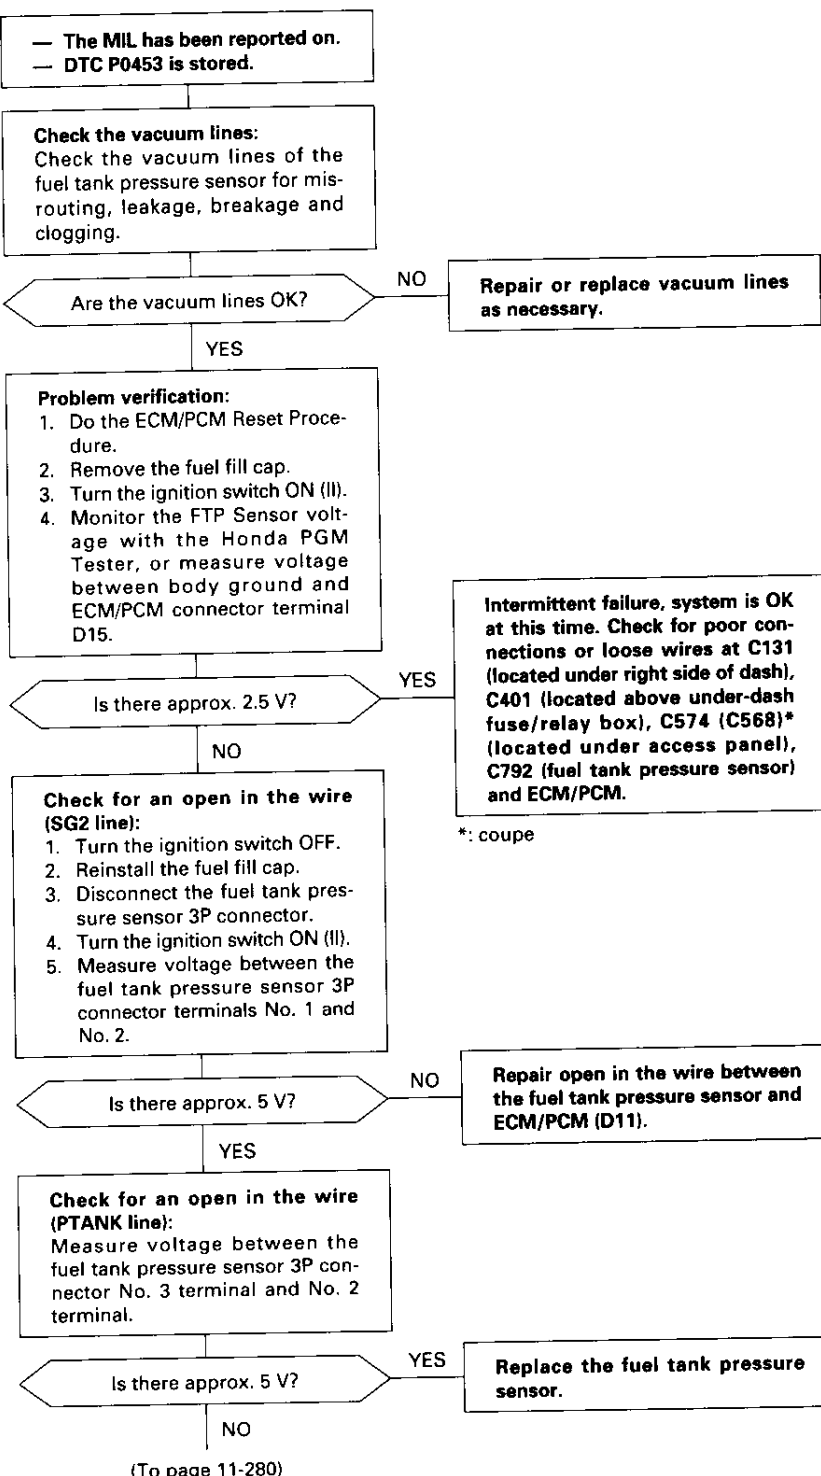 — The MIL has been reported on.
— DTC P0453 is stored.
Check the vacuum lines:
Check the vacuum lines of the
fuel tank pressure sensor for mis-
routing, leakage, breakage and
clogging.
Are the vacuum lines OK?
NO
Repair or replace vacuum lines
as necessary.
YES
Problem verification:
1. Do the ECM/PCM Reset Proce-
dure.
2. Remove the fuel fill cap.
3. Turn the ignition switch ON (II).
4. Monitor the FTP Sensor volt-
age with the Honda PGM
Tester, or measure voltage
between body ground and
ECM/PCM connector terminal
D15.
Is there approx. 2.5 V?
YES
Intermittent failure, system is OK
at this time. Check for poor con-
nections or loose wires at C131
(located under right side of dash),
C401 (located above under-dash
fuse/relay box), C574 (C568)*
(located under access panel),
C792 (fuel tank pressure sensor)
and ECM/PCM.
*: coupe
NO
Check for an open in the wire
(SG2 line):
1. Turn the ignition switch OFF.
2. Reinstall the fuel fill cap.
3. Disconnect the fuel tank pres-
sure sensor 3P connector.
4. Turn the ignition switch ON (II).
5. Measure voltage between the
fuel tank pressure sensor 3P
connector terminals No. 1 and
No. 2.
Is there approx. 5 V?
NO
Repair open in the wire between
the fuel tank pressure sensor and
ECM/PCM (D11).
YES
Check for an open in the wire
(PTANK line):
Measure voltage between the
fuel tank pressure sensor 3P con-
nector No. 3 terminal and No. 2
terminal.
Is there approx. 5 V?
YES
Replace the fuel tank pressure
sensor.
NO
(To page 11-280)